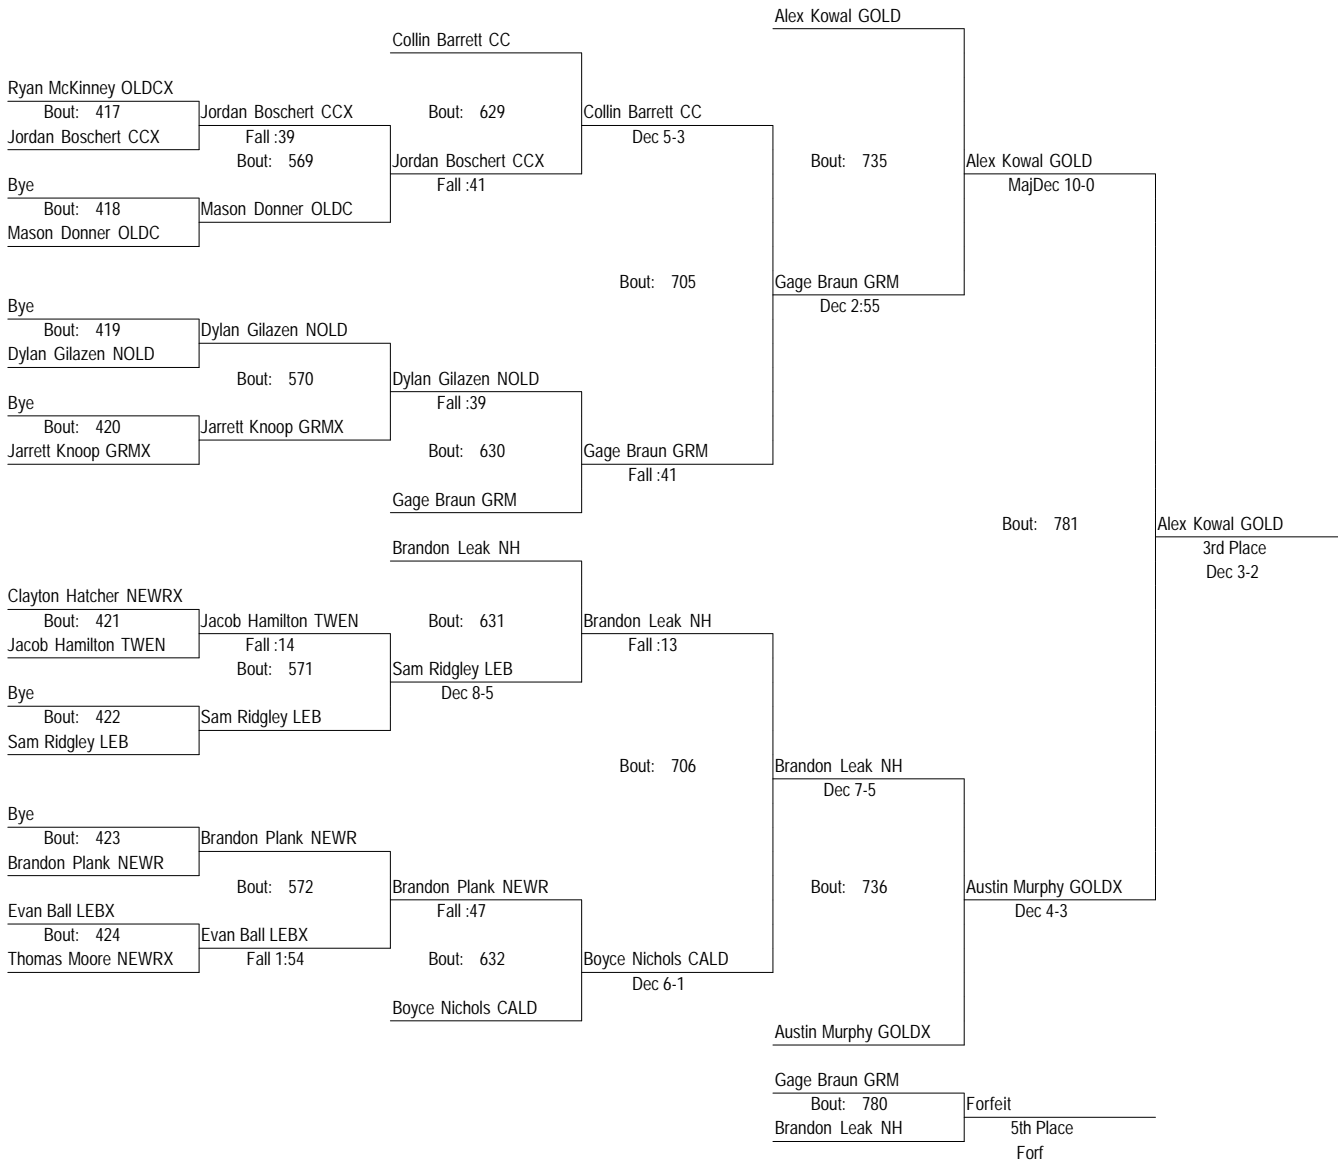 Alex Kowal GOLD
Collin Barrett CC
Ryan McKinney OLDCX
Bout: 417
Jordan Boschert CCX
Bout: 629
Collin Barrett CC
Jordan Boschert CCX
Fall :39
Dec 5-3
Bout: 569
Jordan Boschert CCX
Bout: 735
Alex Kowal GOLD
Bye
Fall :41
MajDec 10-0
Bout: 418
Mason Donner OLDC
Mason Donner OLDC
Bout: 705
Gage Braun GRM
Bye
Dec 2:55
Bout: 419
Dylan Gilazen NOLD
Dylan Gilazen NOLD
Bout: 570
Dylan Gilazen NOLD
Bye
Fall :39
Bout: 420
Jarrett Knoop GRMX
Jarrett Knoop GRMX
Bout: 630
Gage Braun GRM
Fall :41
Gage Braun GRM
Bout: 781
Alex Kowal GOLD
Brandon Leak NH
3rd Place
Dec 3-2
Clayton Hatcher NEWRX
Bout: 421
Jacob Hamilton TWEN
Bout: 631
Brandon Leak NH
Jacob Hamilton TWEN
Fall :14
Fall :13
Bout: 571
Sam Ridgley LEB
Bye
Dec 8-5
Bout: 422
Sam Ridgley LEB
Sam Ridgley LEB
Bout: 706
Brandon Leak NH
Dec 7-5
Bye
Bout: 423
Brandon Plank NEWR
Brandon Plank NEWR
Bout: 572
Brandon Plank NEWR
Bout: 736
Austin Murphy GOLDX
Evan Ball LEBX
Fall :47
Dec 4-3
Bout: 424
Evan Ball LEBX
Thomas Moore NEWRX
Fall 1:54
Bout: 632
Boyce Nichols CALD
Dec 6-1
Boyce Nichols CALD
Austin Murphy GOLDX
Gage Braun GRM
Bout: 780
Forfeit
Brandon Leak NH
5th Place
Forf